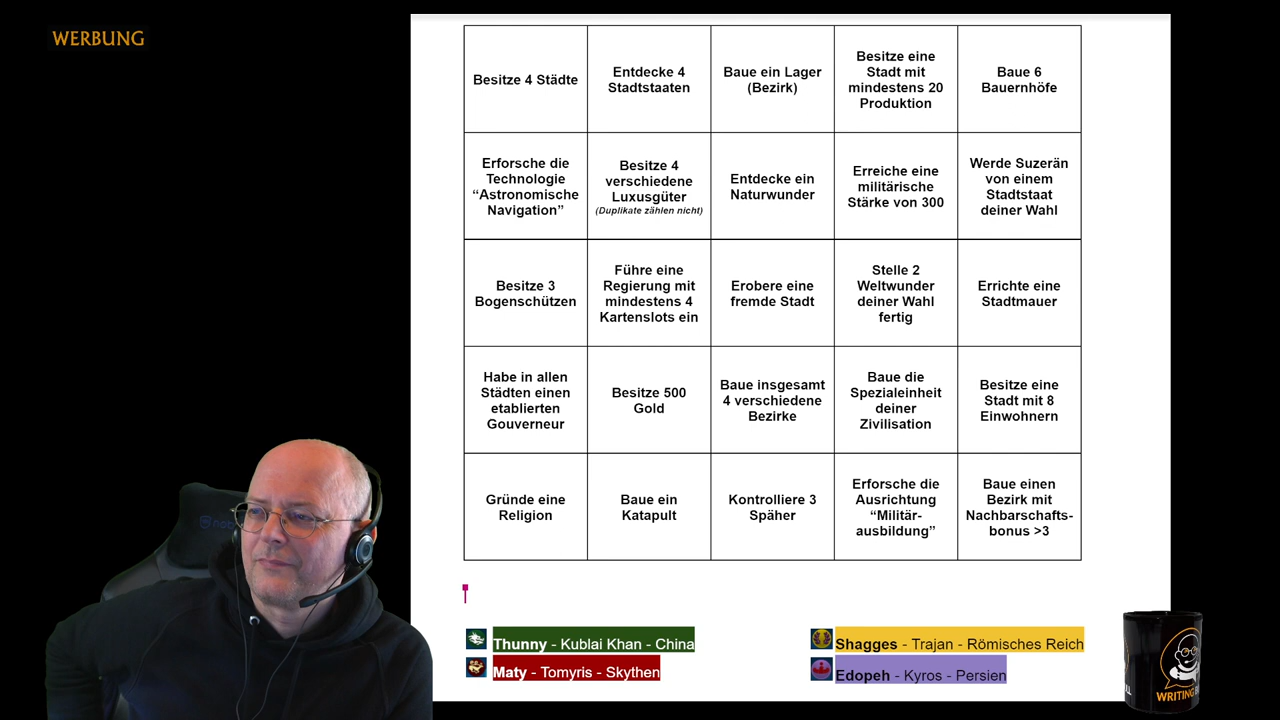 WERBUNG
Besitze 4 Städte
Entdecke 4
Stadtstaaten
Baue ein Lager
(Bezirk)
Besitze eine
Stadt mit
mindestens 20
Produktion
Baue 6
Bauernhöfe
Erforsche die
Technologie
“Astronomische
Navigation”
Besitze 4
verschiedene
Luxusgüter
(Duplikate zählen nicht)
Entdecke ein
Naturwunder
Erreiche eine
militärische
Stärke von 300
Werde Suzerän
von einem
Stadtstaat
deiner Wahl
Besitze 3
Bogenschützen
Führe eine
Regierung mit
mindestens 4
Kartenslots ein
Erobere eine
fremde Stadt
Stelle 2
Weltwunder
deiner Wahl
fertig
Errichte eine
Stadtmauer
Habe in allen
Städten einen
etablierten
Gouverneur
Besitze 500
Gold
Baue insgesamt
4 verschiedene
Bezirke
Baue die
Spezialeinheit
deiner
Zivilisation
Besitze eine
Stadt mit 8
Einwohnern
Gründe eine
Religion
Baue ein
Katapult
Kontrolliere 3
Späher
Erforsche die
Ausrichtung
“Militär-
ausbildung”
Baue einen
Bezirk mit
Nachbarschafts-
bonus >3
Thunny - Kublai Khan - China
Maty - Tomyris - Skythen
Shagges - Trajan - Römisches Reich
Edopeh - Kyros - Persien
WRITING